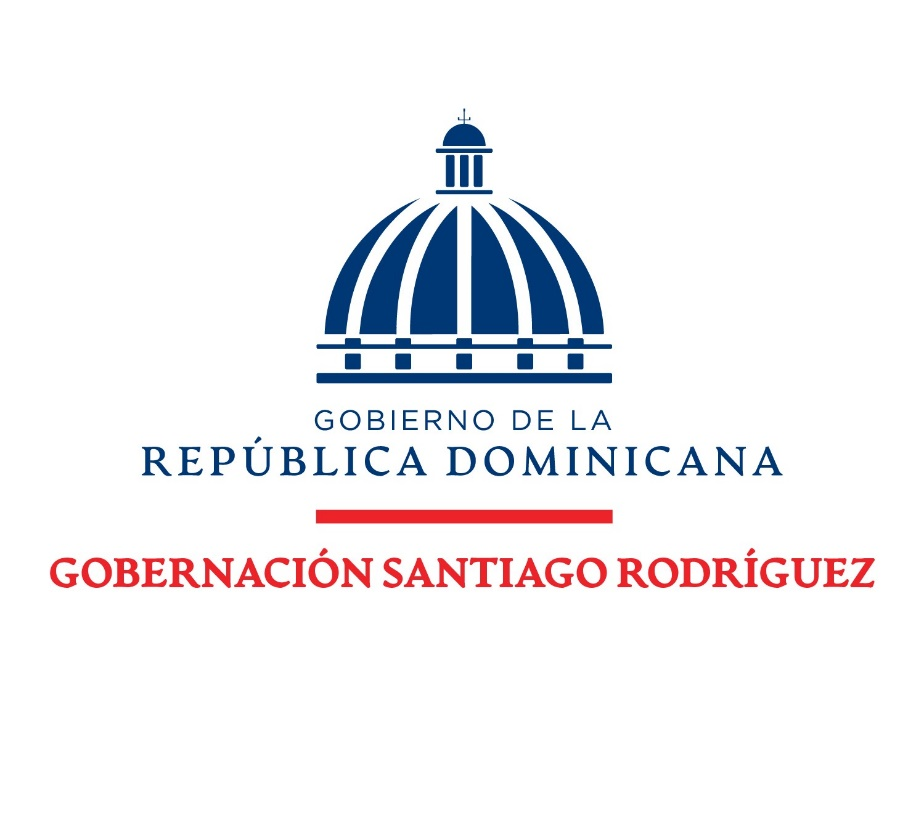 GOBIERNO DE LA
REPÚBLICA DOMINICANA
GOBERNACIÓN SANTIAGO RODRÍGUEZ